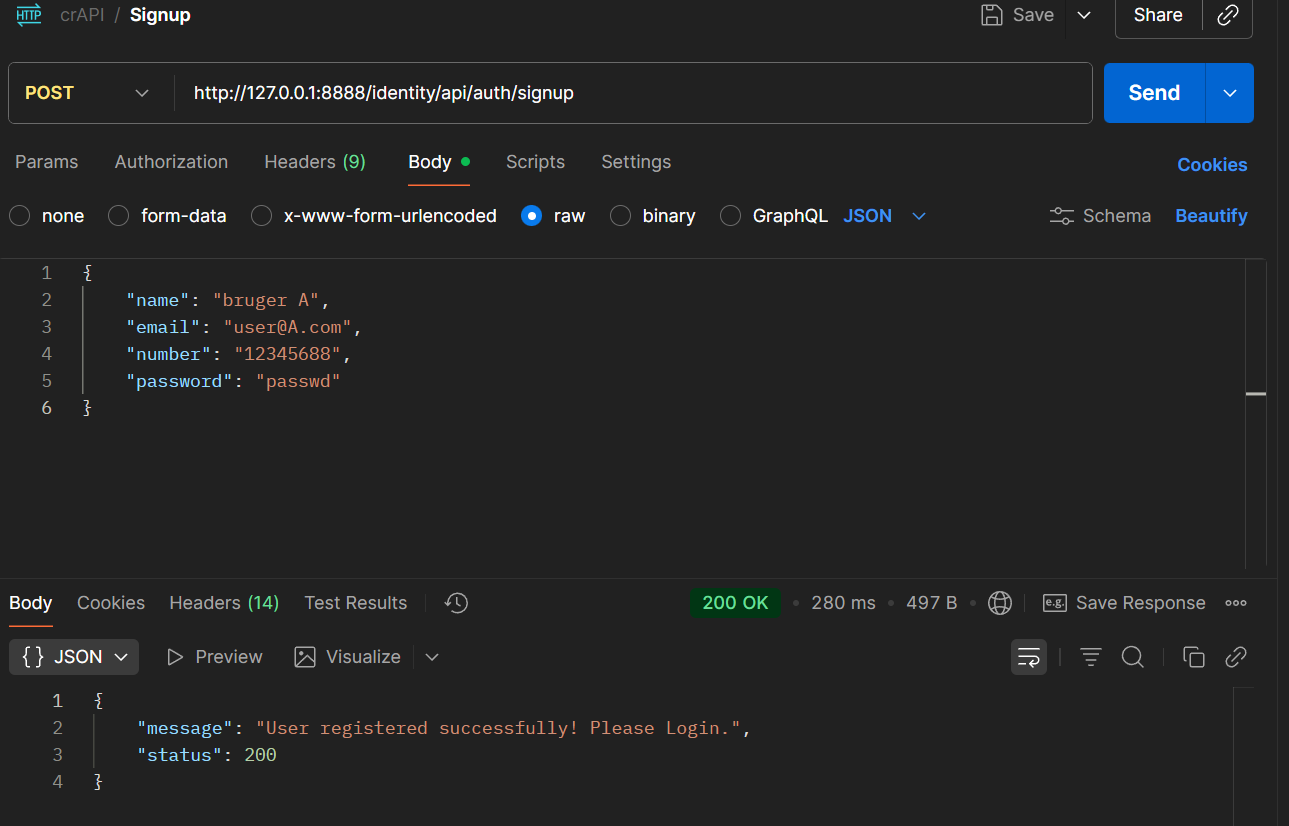 HTTP crAPI / Signup Save Share
POST http://127.0.0.1:8888/identity/api/auth/signup Send
Params Authorization Headers (9) Body Scripts Settings Cookies
none form-data x-www-form-urlencoded raw binary GraphQL JSON Schema Beautify
1 {
2 "name": "bruger A",
3 "email": "user@A.com",
4 "number": "12345688",
5 "password": "passwd"
6 }
Body Cookies Headers (14) Test Results 200 OK • 280 ms • 497 B • e.g. Save Response
{} JSON Preview Visualize
1 {
2 "message": "User registered successfully! Please Login.",
3 "status": 200
4 }